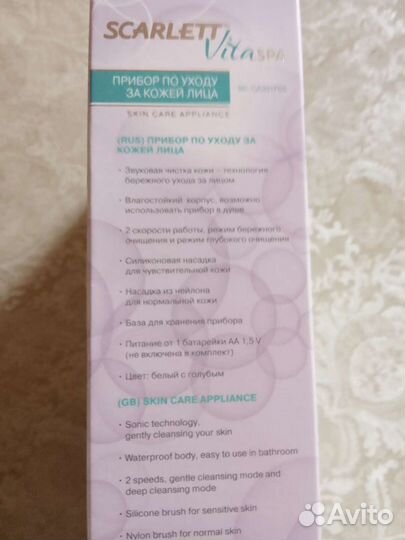 SCARLETT
Vita SPA
ПРИБОР ПО УХОДУ
ЗА КОЖЕЙ ЛИЦА
SKIN CARE APPLIANCE
(RUS) ПРИБОР ПО УХОДУ ЗА
КОЖЕЙ ЛИЦА
• Звуковая чистка кожи – технология
бережного ухода за лицом
• Влагостойкий корпус, возможно
использовать прибор в душе
• 2 скорости работы, режим бережного
очищения и режим глубокого очищения
• Силиконовая насадка
для чувствительной кожи
• Насадка из нейлона
для нормальной кожи
• База для хранения прибора
• Питание от 1 батарейки АА 1,5 V
(не включена в комплект)
• Цвет: белый с голубым
(GB) SKIN CARE APPLIANCE
• Sonic technology,
gently cleansing your skin
• Waterproof body, easy to use in bathroom
• 2 speeds, gentle cleansing mode and
deep cleansing mode
• Silicone brush for sensitive skin
• Nylon brush for normal skin
Avito